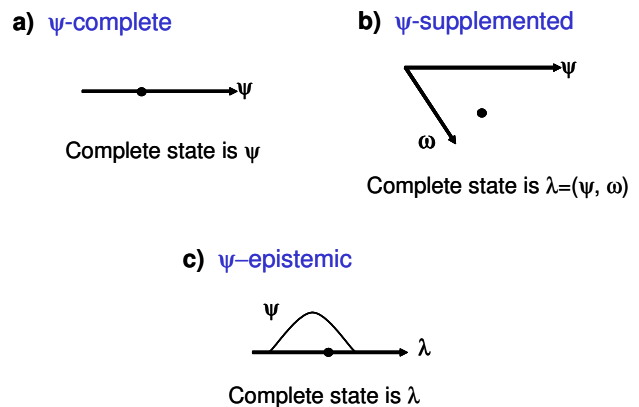 a) ψ-complete
ψ
Complete state is ψ
b) ψ-supplemented
ψ
ω
Complete state is λ=(ψ, ω)
c) ψ–epistemic
ψ
λ
Complete state is λ